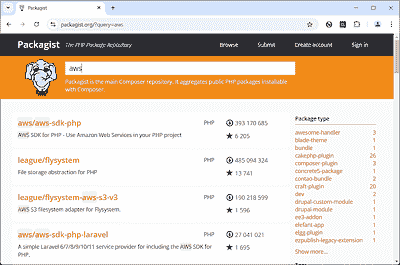 Packagist
packagist.org/?query=aws
Packagist The PHP Package Repository
Browse Submit Create account Sign in
aws
Packagist is the main Composer repository. It aggregates public PHP packages installable
with Composer.
aws/aws-sdk-php PHP 393 170 685
AWS SDK for PHP - Use Amazon Web Services in your PHP project 6 205
league/flysystem PHP 485 094 324
File storage abstraction for PHP 13 741
league/flysystem-aws-s3-v3 PHP 190 218 599
AWS S3 filesystem adapter for Flysystem. 1 596
aws/aws-sdk-php-laravel PHP 27 041 021
A simple Laravel 6/7/8/9/10/11 service provider for including the AWS SDK for 1 695
PHP.
Package type
awesome-handler 3
blade-theme 1
bundle 1
cakephp-plugin 26
composer-plugin 3
concrete5-package 1
contao-bundle 2
craft-plugin 20
dev 2
drupal-custom-module 1
drupal-module 1
ee3-addon 1
elefant-app 1
elgg-plugin 1
ezpublish-legacy-extension 1
Show more...